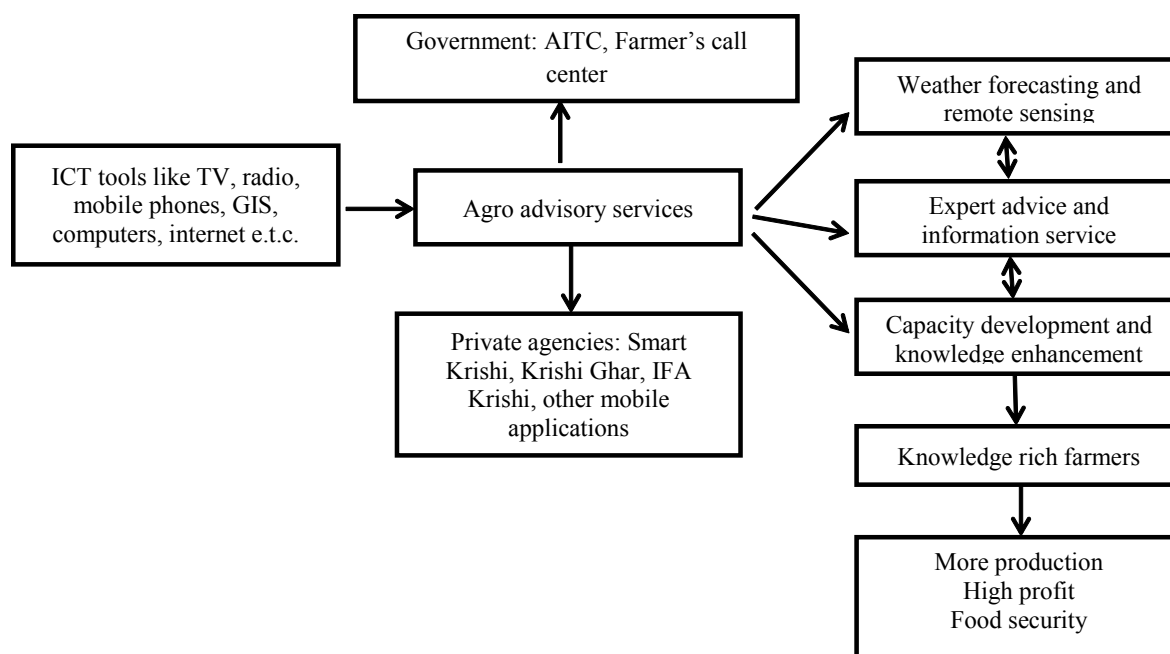 Government: AITC, Farmer's call
center
Weather forecasting and
remote sensing
ICT tools like TV, radio,
mobile phones, GIS,
computers, internet e.t.c.
Agro advisory services
Expert advice and
information service
Private agencies: Smart
Krishi, Krishi Ghar, IFA
Krishi, other mobile
applications
Capacity development and
knowledge enhancement
Knowledge rich farmers
More production
High profit
Food security